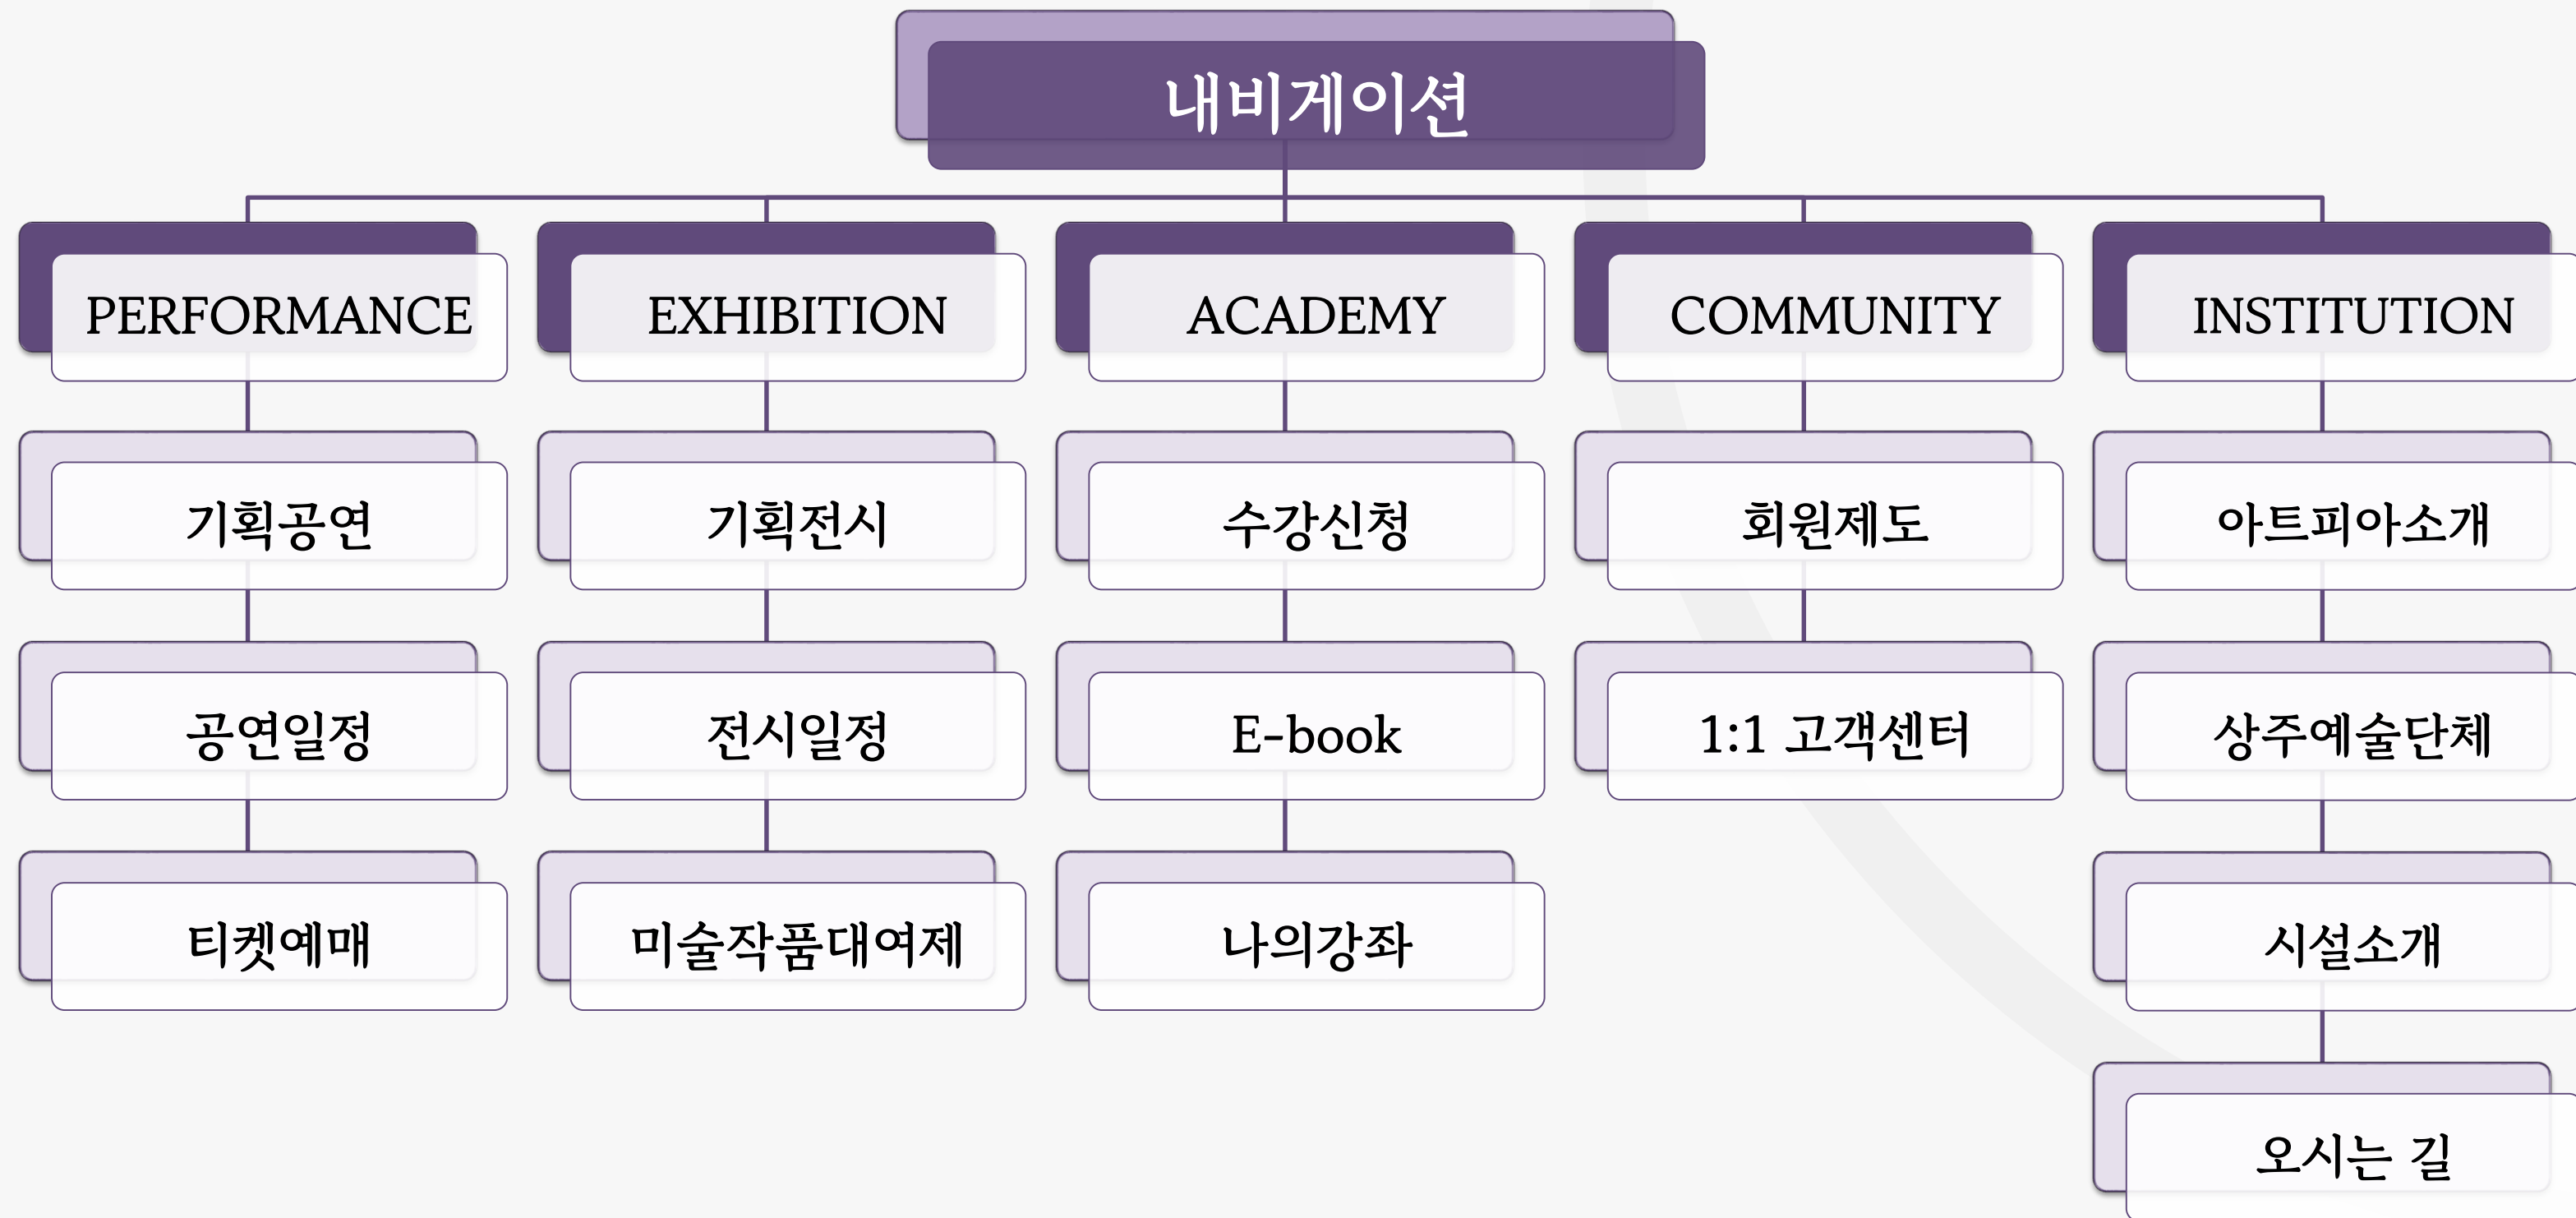 내비게이션
PERFORMANCE
기획공연
공연일정
티켓예매
EXHIBITION
기획전시
전시일정
미술작품대여제
ACADEMY
수강신청
E-book
나의강좌
COMMUNITY
회원제도
1:1 고객센터
INSTITUTION
아트피아소개
상주예술단체
시설소개
오시는 길